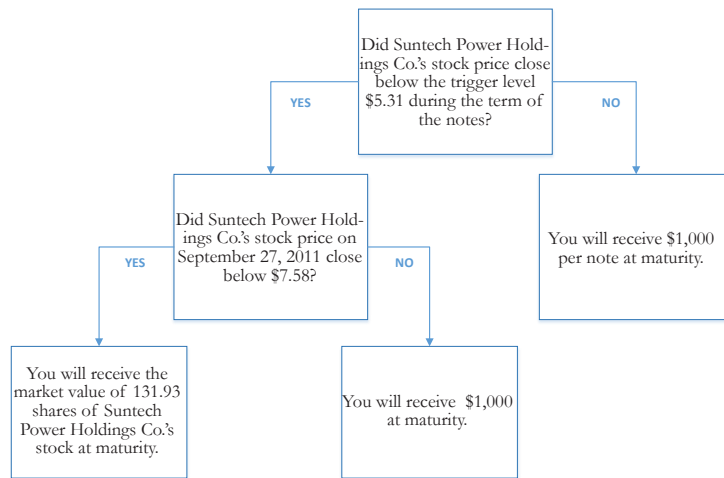 Did Suntech Power Hold-
ings Co.'s stock price close
below the trigger level
$5.31 during the term of
the notes?
YES
NO
Did Suntech Power Hold-
ings Co.'s stock price on
September 27, 2011 close
below $7.58?
You will receive $1,000
per note at maturity.
YES
NO
You will receive the
market value of 131.93
shares of Suntech
Power Holdings Co.'s
stock at maturity.
You will receive $1,000
at maturity.